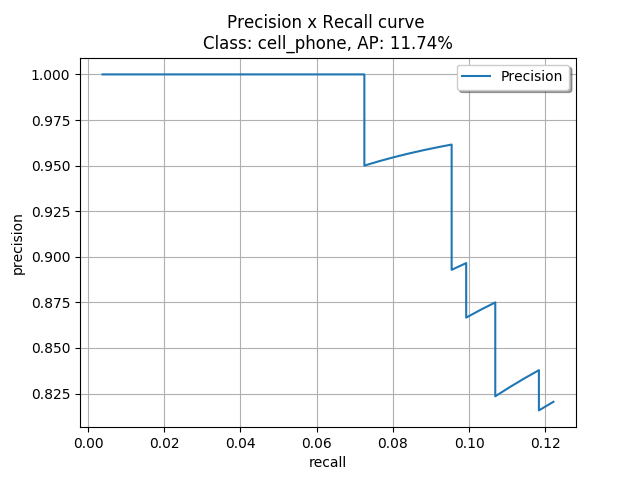 Precision x Recall curve
Class: cell_phone, AP: 11.74%
Precision
1.000
0.975
0.950
0.925
0.900
0.875
0.850
0.825
precision
0.00 0.02 0.04 0.06 0.08 0.10 0.12
recall